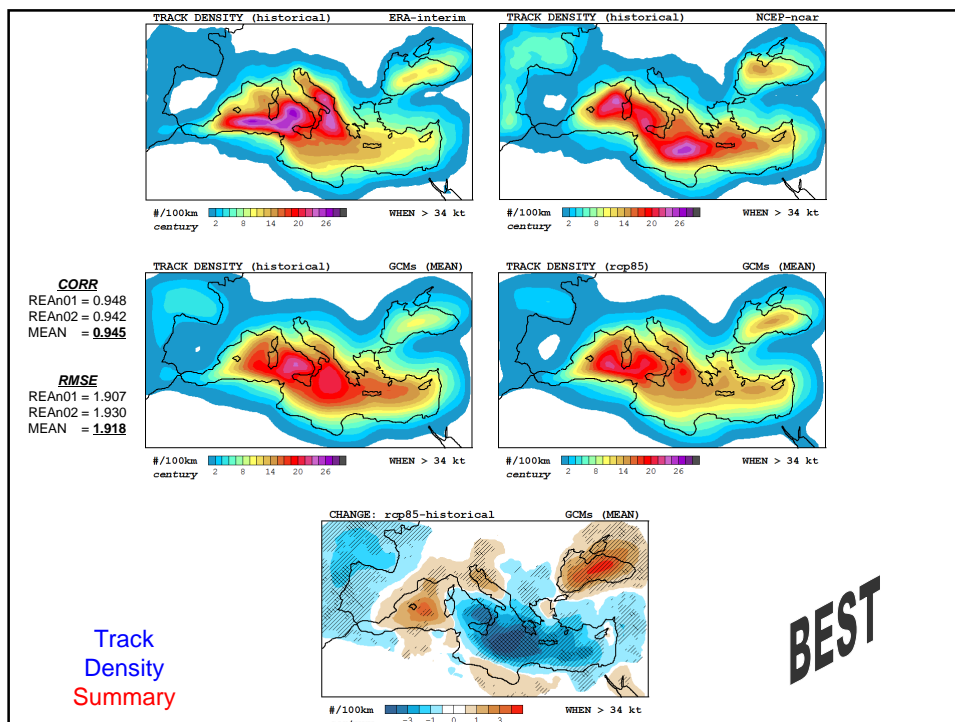 TRACK DENSITY (historical) ERA-interim
TRACK DENSITY (historical) NCEP-ncar
#/100km 2 8 14 20 26 WHEN > 34 kt
century
#/100km 2 8 14 20 26 WHEN > 34 kt
century
TRACK DENSITY (historical) GCMs (MEAN)
TRACK DENSITY (rcp85) GCMs (MEAN)
CORR
REAn01 = 0.948
REAn02 = 0.942
MEAN = 0.945
RMSE
REAn01 = 1.907
REAn02 = 1.930
MEAN = 1.918
#/100km 2 8 14 20 26 WHEN > 34 kt
century
#/100km 2 8 14 20 26 WHEN > 34 kt
century
CHANGE: rcp85-historical GCMs (MEAN)
BEST
Track
Density
Summary
#/100km -3 -1 0 1 3 WHEN > 34 kt